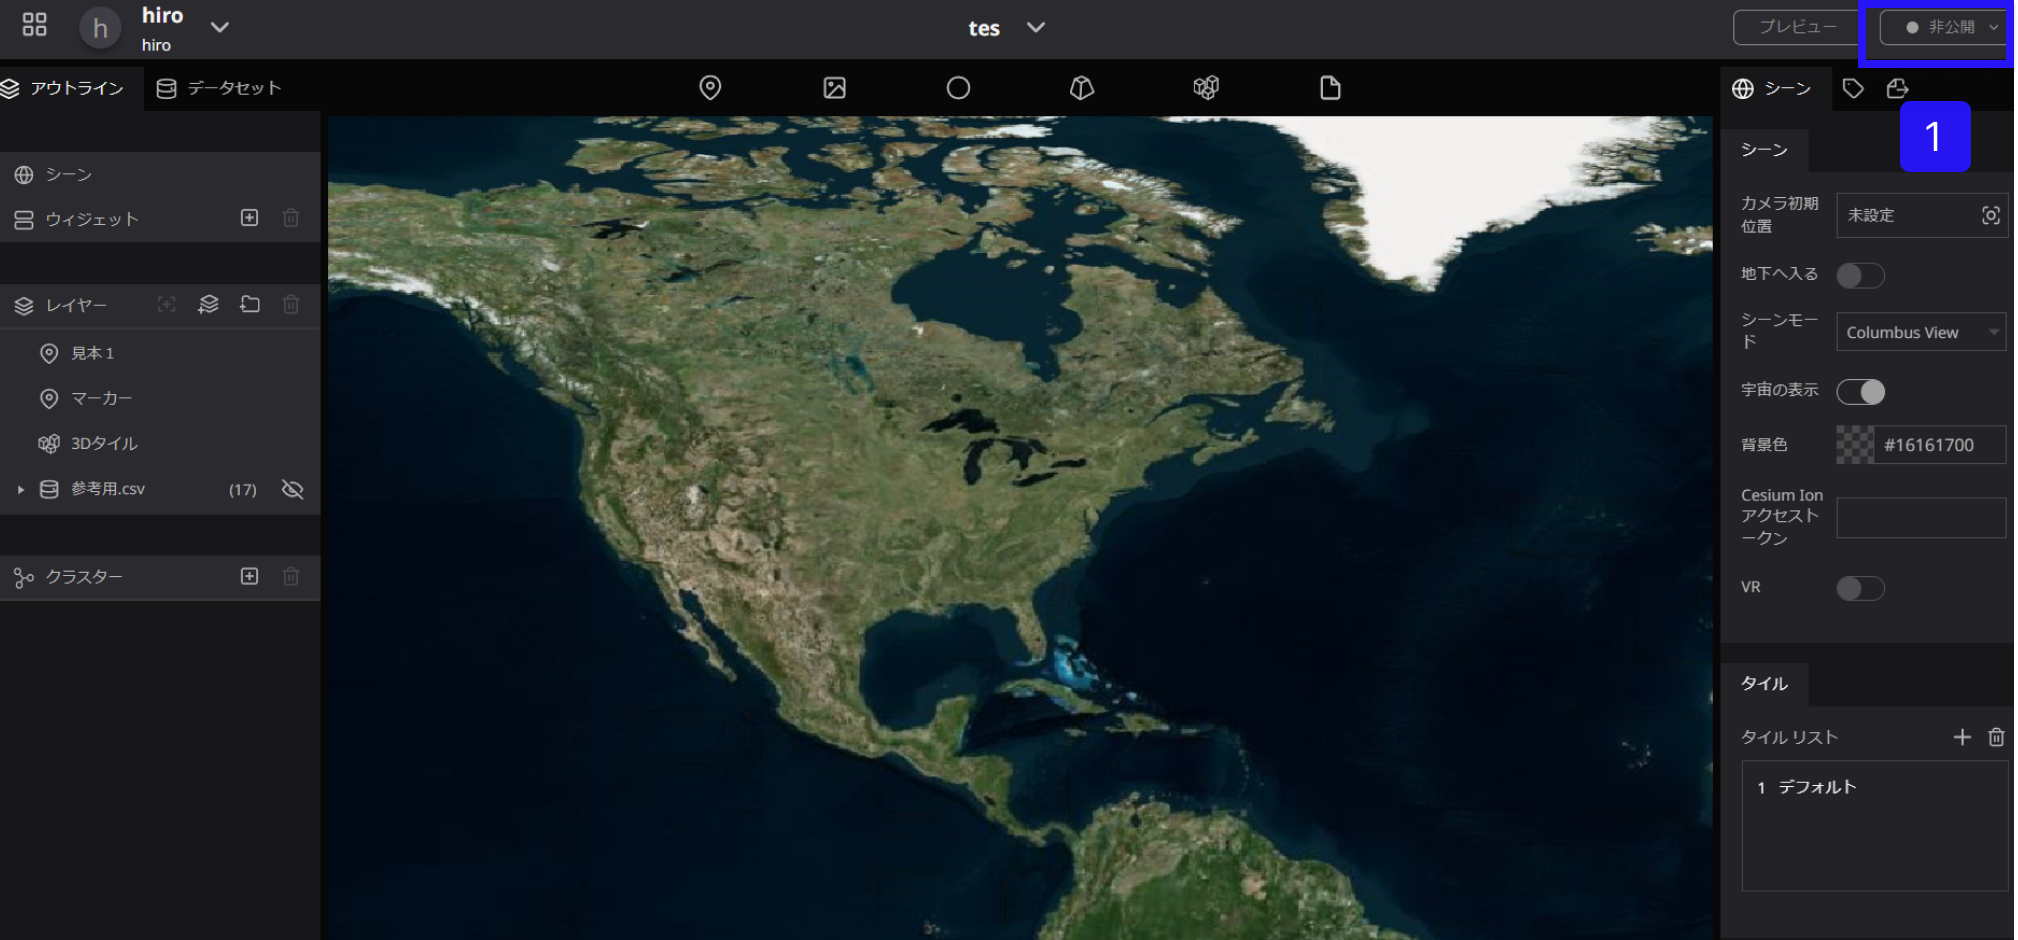 h
hiro
hiro
tes
プレビュー
非公開
アウトライン
データセット
シーン
1
シーン
ウィジェット
レイヤー
見本 1
マーカー
3Dタイル
参考用.csv (17)
クラスター
シーン
カメラ初期
位置
未設定
地下へ入る
シーンモー
ド
Columbus View
宇宙の表示
背景色
#16161700
Cesium Ion
アクセスト
ークン
VR
タイル
タイル リスト
1 デフォルト